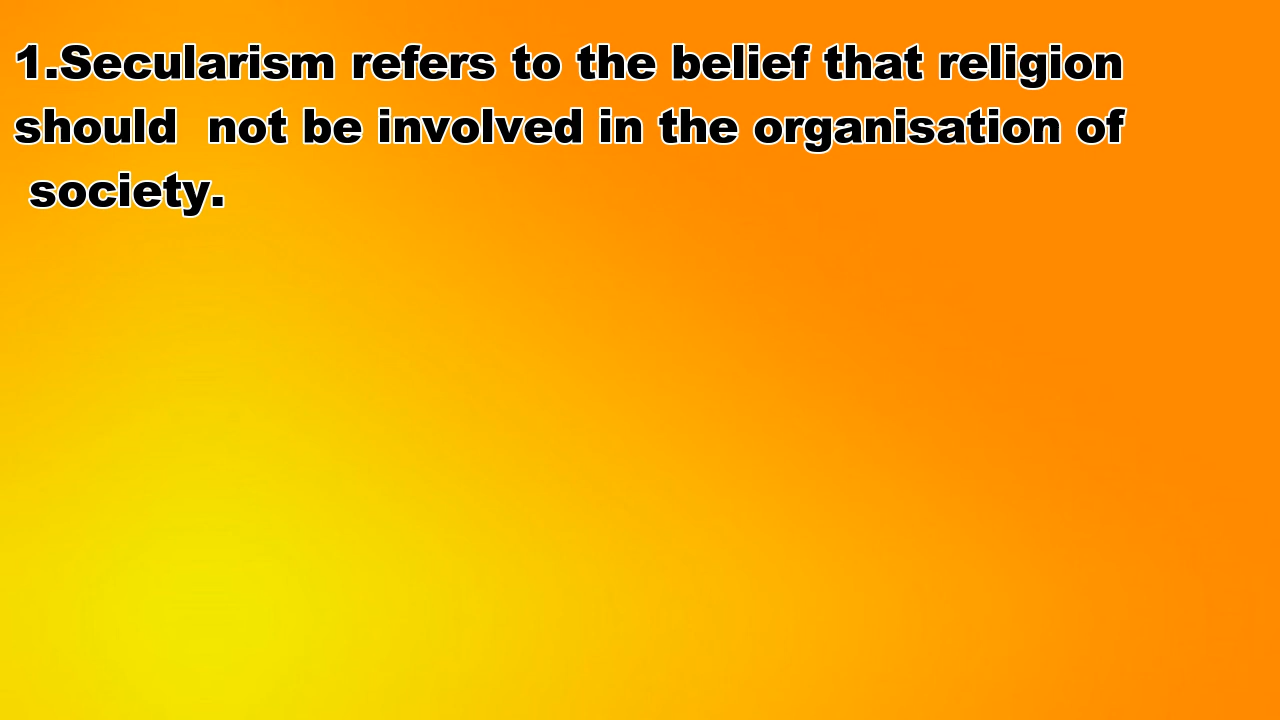 1.Secularism refers to the belief that religion
should  not be involved in the organisation of
society.